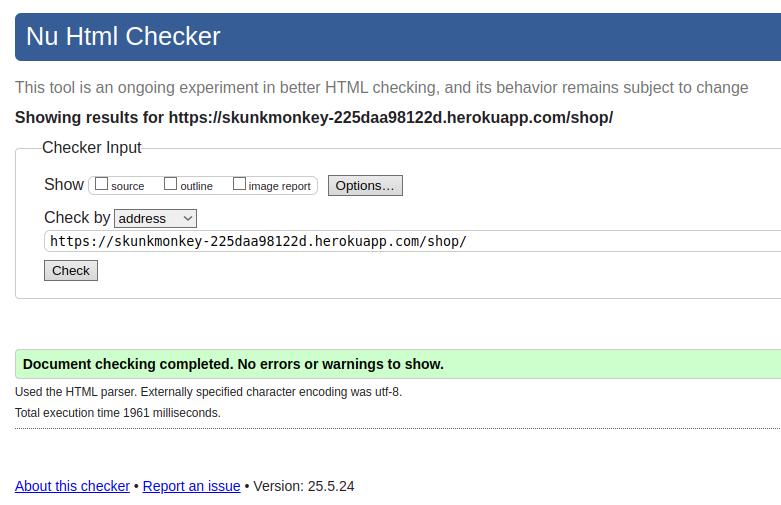 Nu Html Checker
This tool is an ongoing experiment in better HTML checking, and its behavior remains subject to change
Showing results for https://skunkmonkey-225daa98122d.herokuapp.com/shop/
Checker Input
Show source outline image report Options...
Check by address
https://skunkmonkey-225daa98122d.herokuapp.com/shop/
Check
Document checking completed. No errors or warnings to show.
Used the HTML parser. Externally specified character encoding was utf-8.
Total execution time 1961 milliseconds.
About this checker • Report an issue • Version: 25.5.24